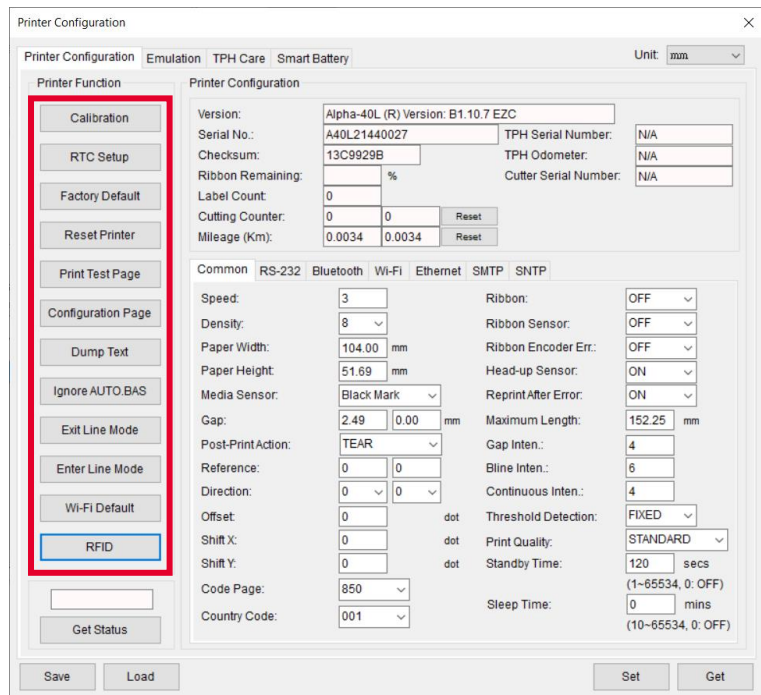 Printer Configuration
Printer Configuration Emulation TPH Care Smart Battery Unit: mm
Printer Function
Calibration
RTC Setup
Factory Default
Reset Printer
Print Test Page
Configuration Page
Dump Text
Ignore AUTO.BAS
Exit Line Mode
Enter Line Mode
Wi-Fi Default
RFID
Get Status
Printer Configuration
Version: Alpha-40L (R) Version: B1.10.7 EZC
Serial No.: A40L21440027 TPH Serial Number: N/A
Checksum: 13C9929B TPH Odometer: N/A
Ribbon Remaining: % Cutter Serial Number: N/A
Label Count: 0
Cutting Counter: 0 0 Reset
Mileage (Km): 0.0034 0.0034 Reset
Common RS-232 Bluetooth Wi-Fi Ethernet SMTP SNTP
Speed: 3 Ribbon: OFF
Density: 8 Ribbon Sensor: OFF
Paper Width: 104.00 mm Ribbon Encoder Err.: OFF
Paper Height: 51.69 mm Head-up Sensor: ON
Media Sensor: Black Mark Reprint After Error: ON
Gap: 2.49 0.00 mm Maximum Length: 152.25 mm
Post-Print Action: TEAR Gap Inten.: 4
Reference: 0 0 Bline Inten.: 6
Direction: 0 0 Continuous Inten.: 4
Offset: 0 dot Threshold Detection: FIXED
Shift X: 0 dot Print Quality: STANDARD
Shift Y: 0 dot Standby Time: 120 secs
(1~65534, 0: OFF)
Code Page: 850
Sleep Time: 0 mins
Country Code: 001
(10~65534, 0: OFF)
Save Load Set Get